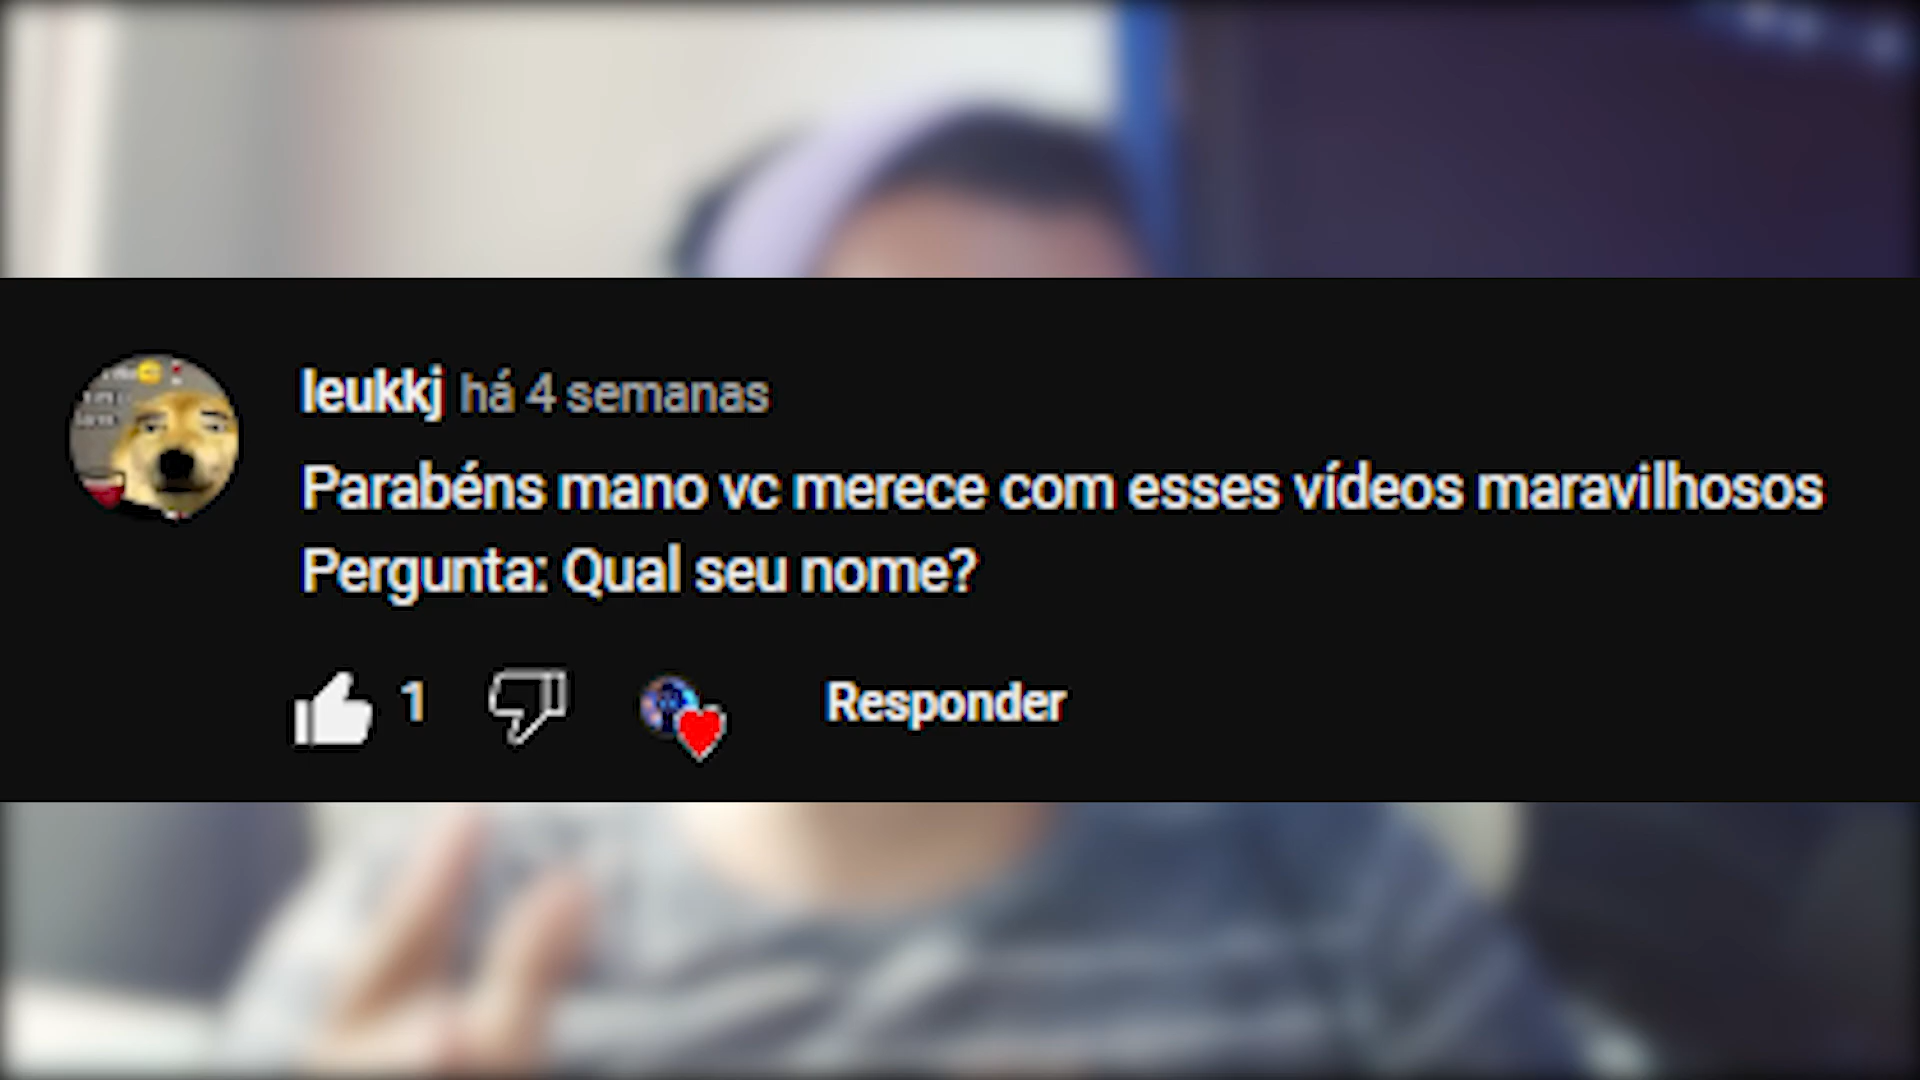 leukkj há 4 semanas
Parabéns mano vc merece com esses vídeos maravilhosos
Pergunta: Qual seu nome?
1 Responder